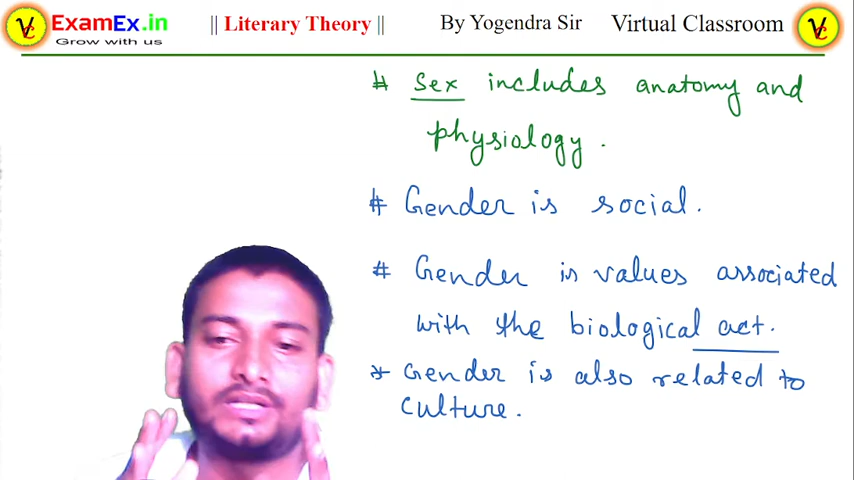 ExamEx.in
Grow with us
|| Literary Theory || By Yogendra Sir Virtual Classroom
# Sex includes anatomy and
physiology.
# Gender is social.
# Gender is values associated
with the biological act.
* Gender is also related to
culture.